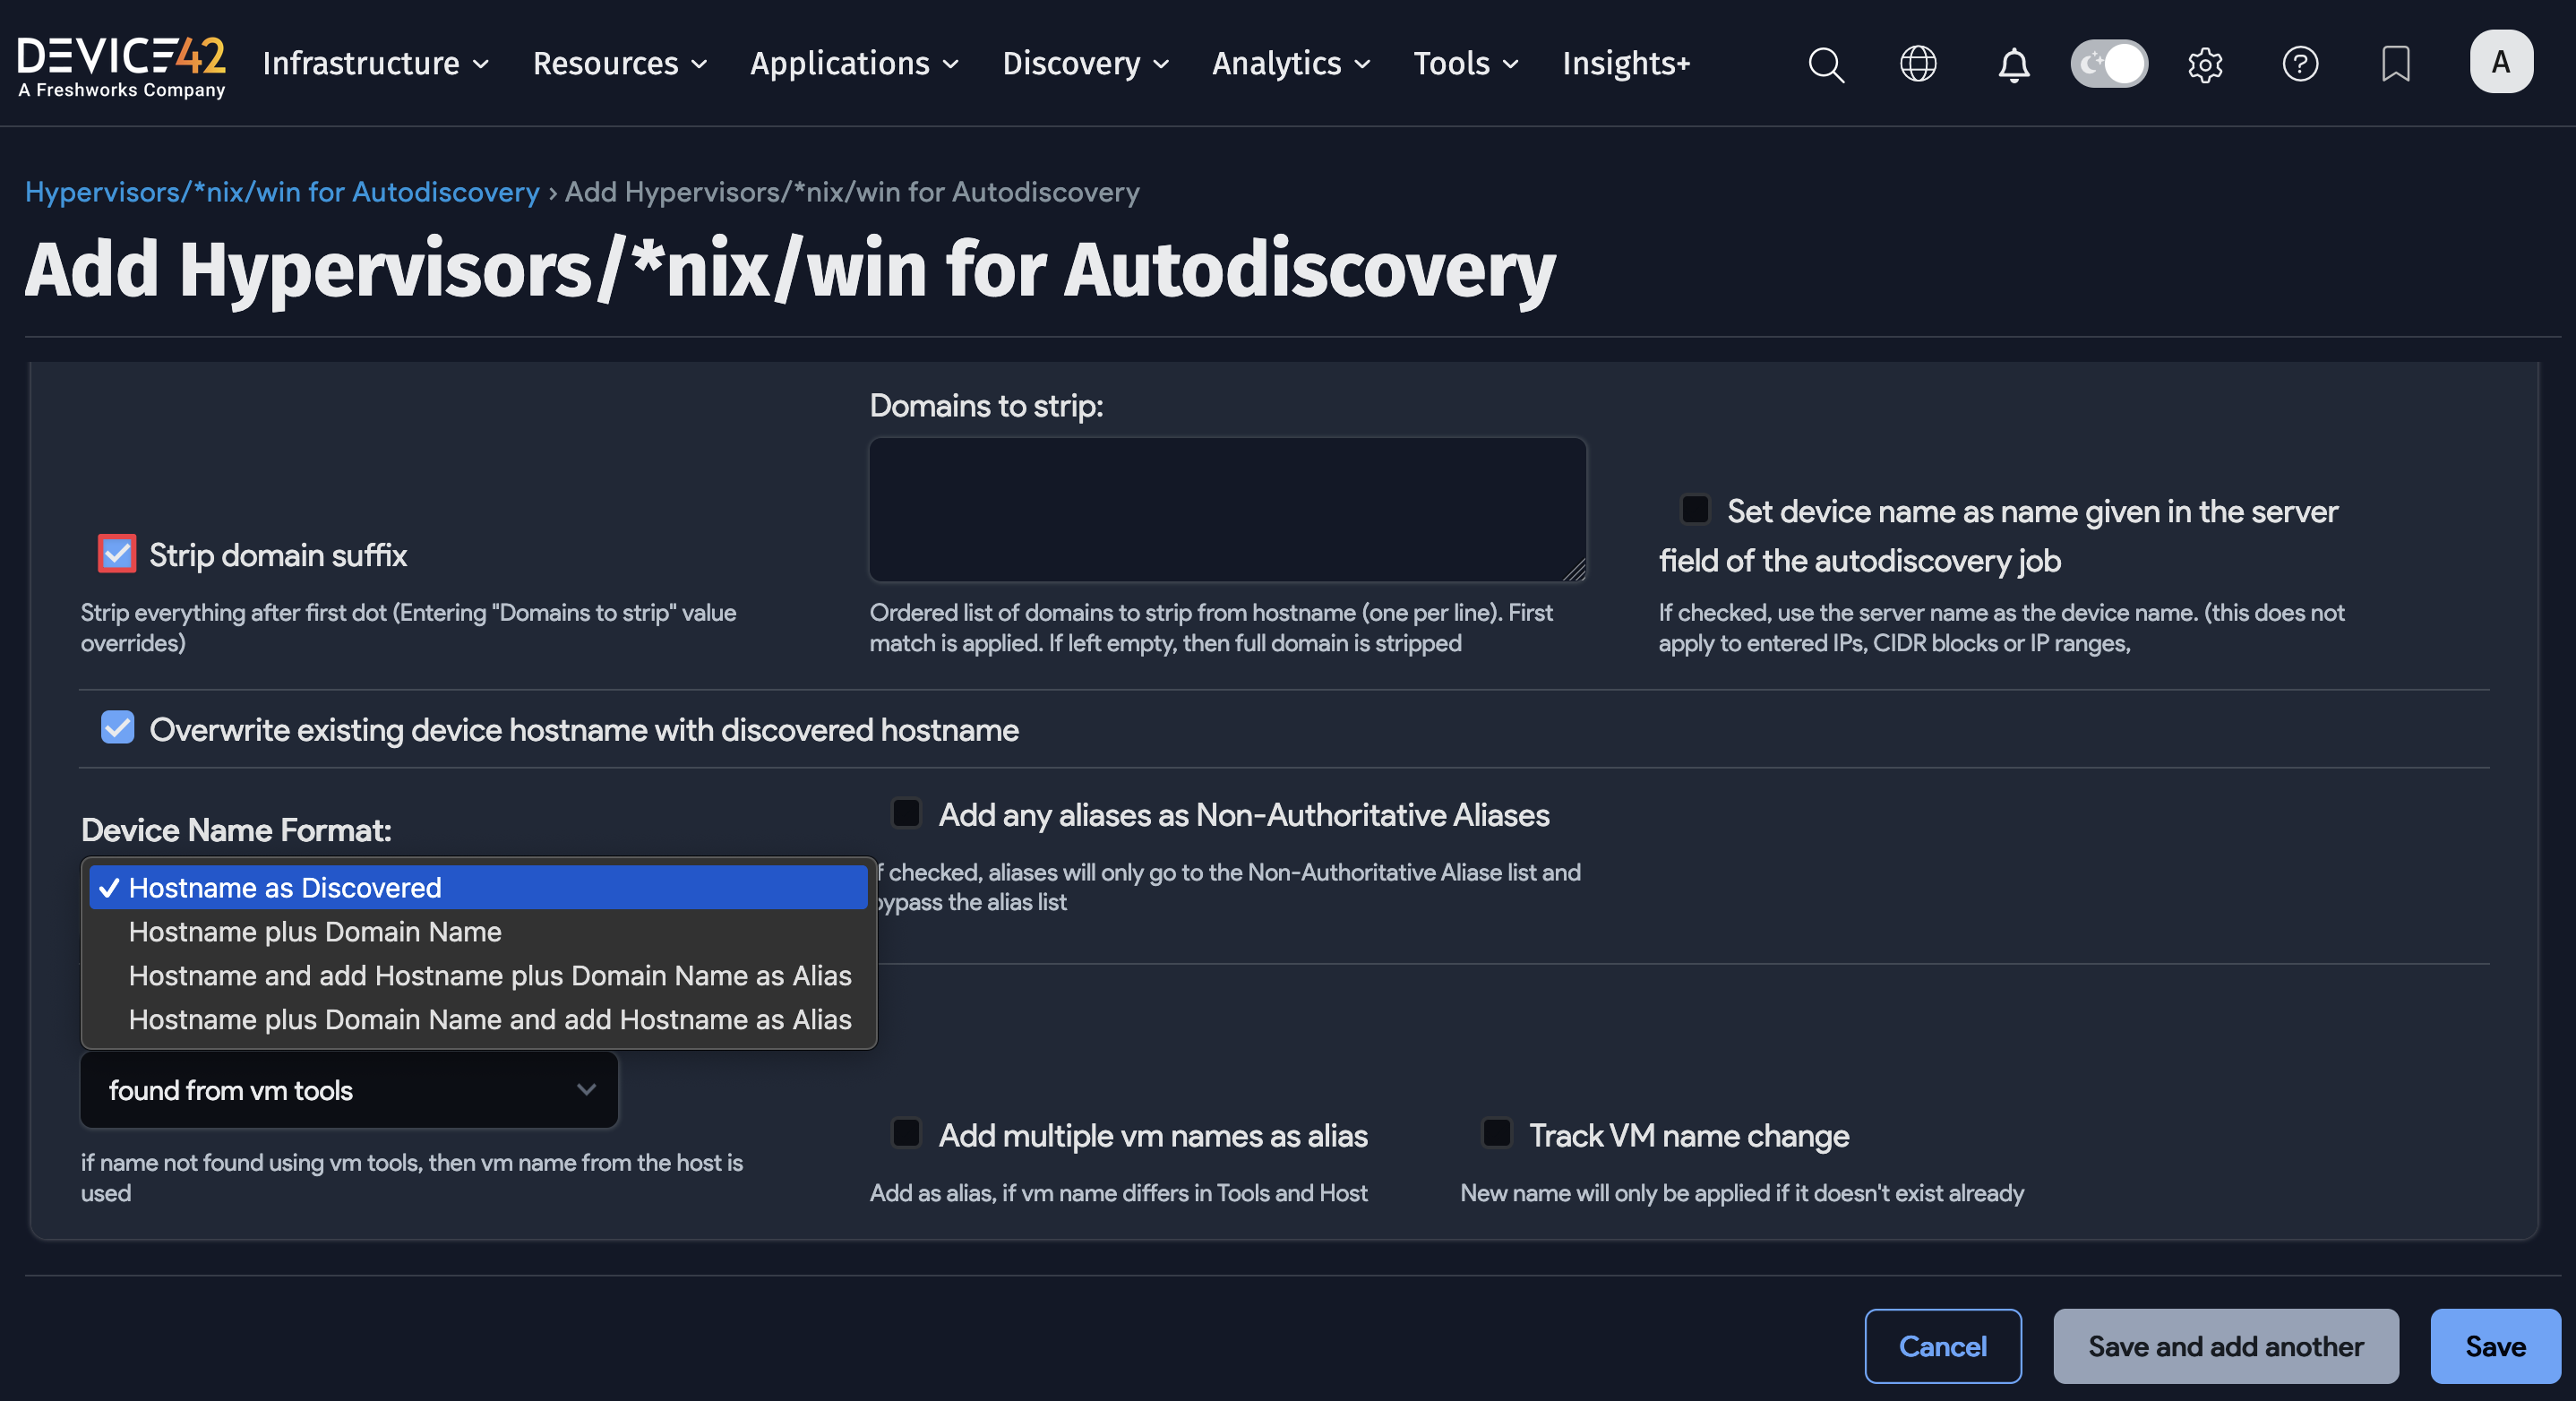 DEVICE42
A Freshworks Company
Infrastructure
Resources
Applications
Discovery
Analytics
Tools
Insights+
A
Hypervisors/*nix/win for Autodiscovery › Add Hypervisors/*nix/win for Autodiscovery
Add Hypervisors/*nix/win for Autodiscovery
Domains to strip:
Strip domain suffix
Strip everything after first dot (Entering "Domains to strip" value
overrides)
Ordered list of domains to strip from hostname (one per line). First
match is applied. If left empty, then full domain is stripped
Set device name as name given in the server
field of the autodiscovery job
If checked, use the server name as the device name. (this does not
apply to entered IPs, CIDR blocks or IP ranges,
Overwrite existing device hostname with discovered hostname
Device Name Format:
Hostname as Discovered
Hostname plus Domain Name
Hostname and add Hostname plus Domain Name as Alias
Hostname plus Domain Name and add Hostname as Alias
Add any aliases as Non-Authoritative Aliases
f checked, aliases will only go to the Non-Authoritative Aliase list and
bypass the alias list
found from vm tools
if name not found using vm tools, then vm name from the host is
used
Add multiple vm names as alias
Add as alias, if vm name differs in Tools and Host
Track VM name change
New name will only be applied if it doesn't exist already
Cancel
Save and add another
Save